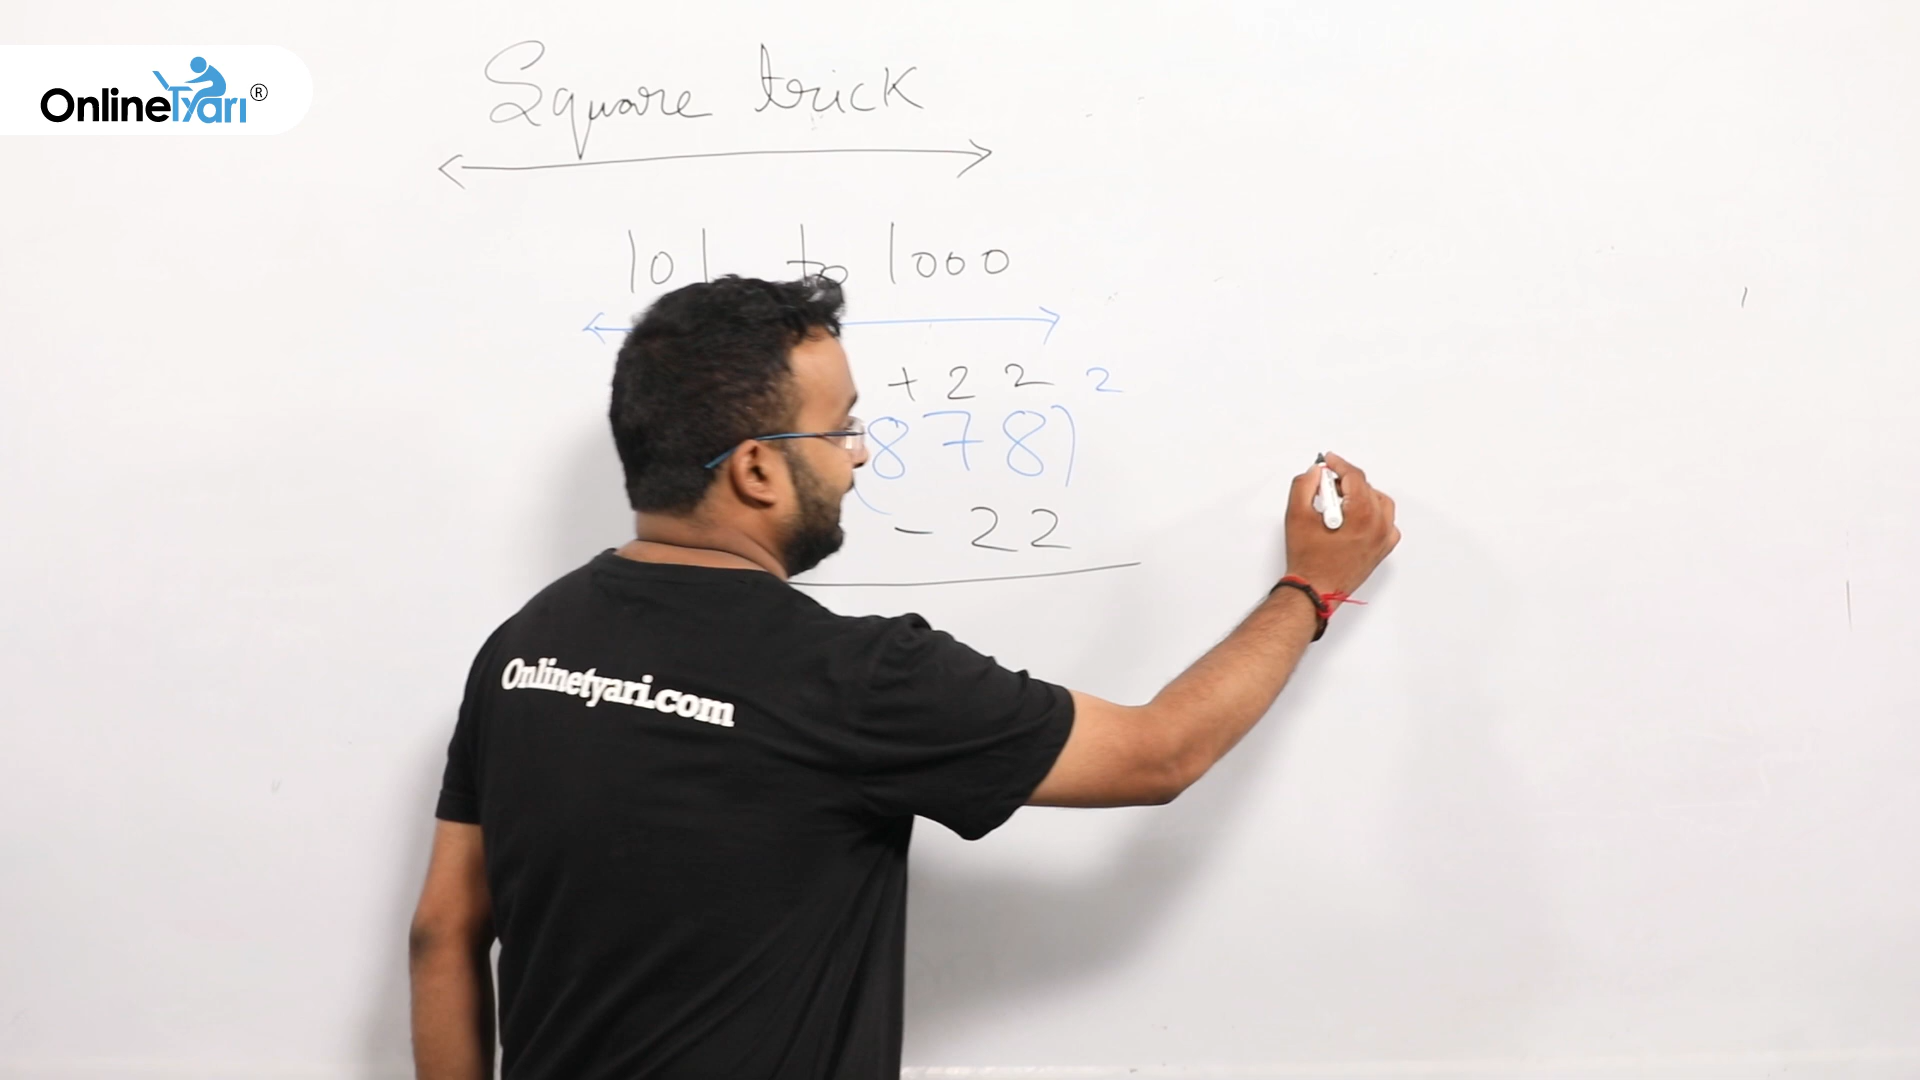 OnlineTyari®
Square trick
101 to 1000
+22
(878)²
-22
Onlinetyari.com